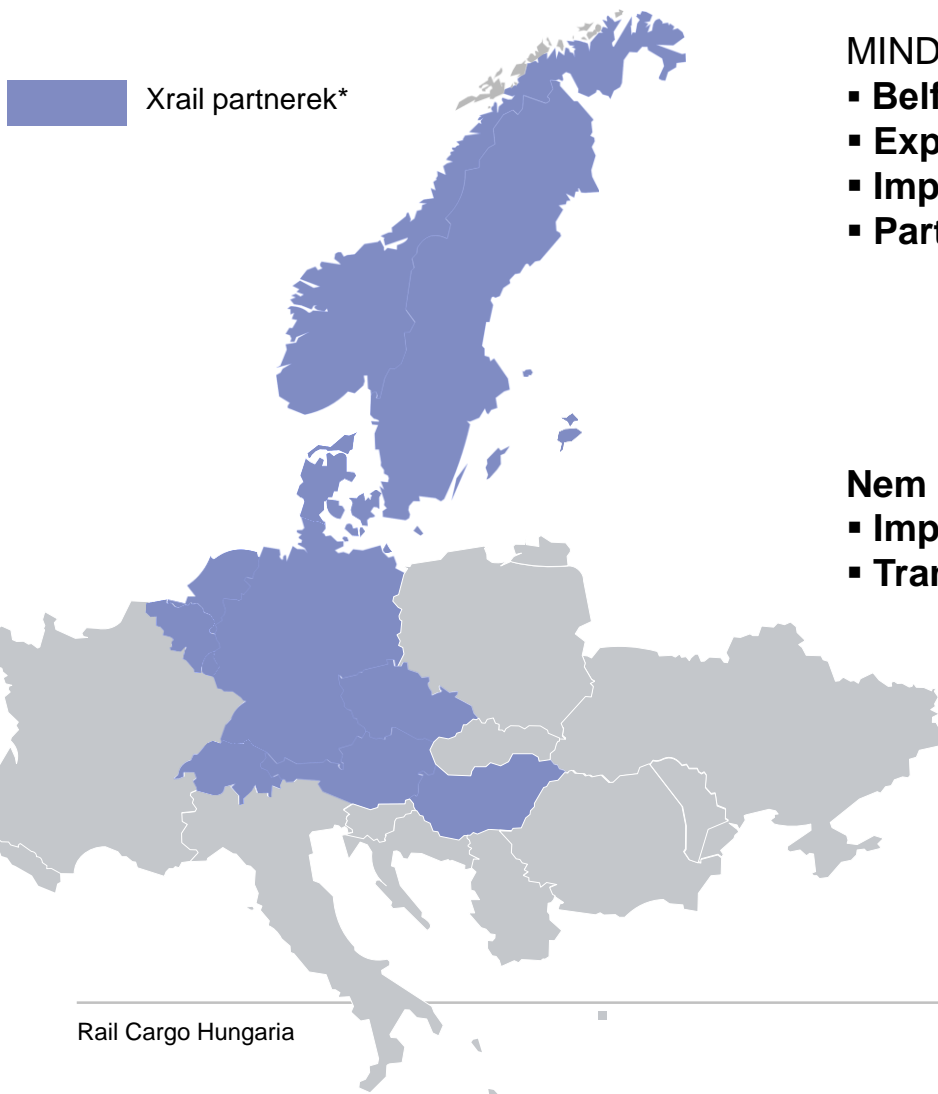 Xrail partnerek*
MIND
▪ Belf
▪ Exp
▪ Imp
▪ Part
Nem
▪ Imp
▪ Tran
Rail Cargo Hungaria